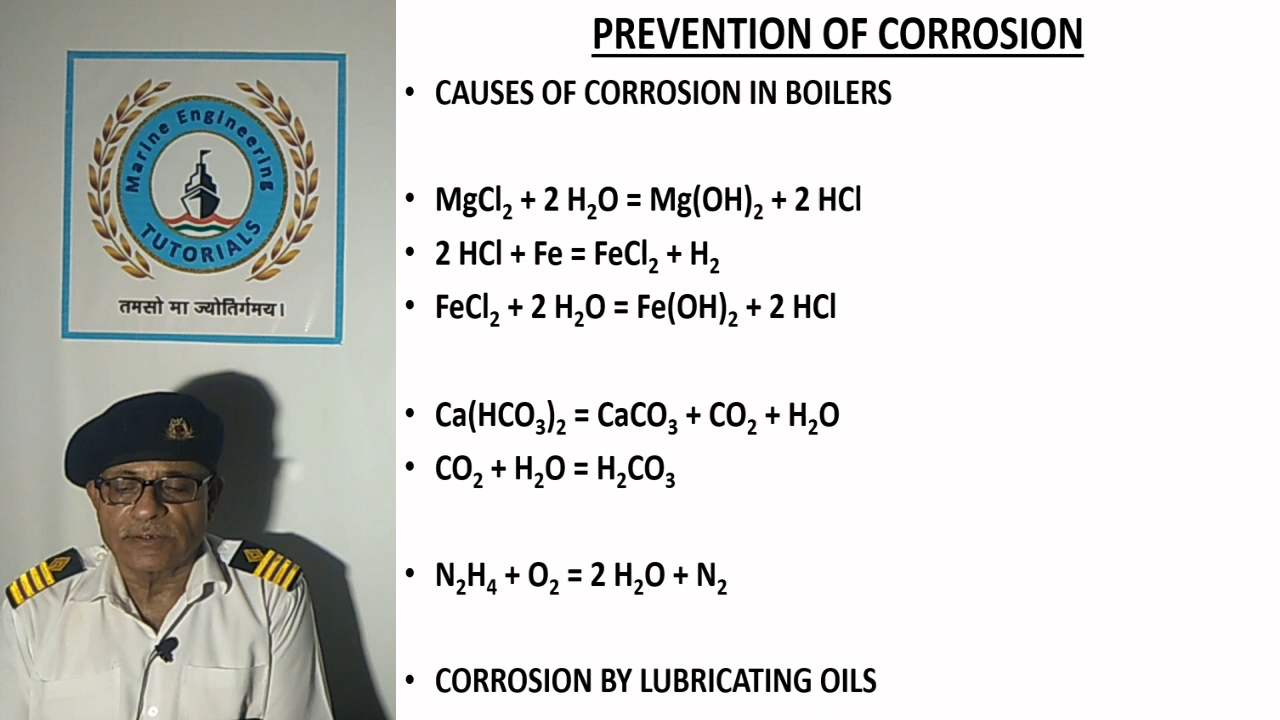 Marine Engineering
TUTORIALS
तमसो मा ज्योतिर्गमय।
PREVENTION OF CORROSION
• CAUSES OF CORROSION IN BOILERS
• MgCl₂ + 2 H₂O = Mg(OH)₂ + 2 HCl
• 2 HCl + Fe = FeCl₂ + H₂
• FeCl₂ + 2 H₂O = Fe(OH)₂ + 2 HCl
• Ca(HCO₃)₂ = CaCO₃ + CO₂ + H₂O
• CO₂ + H₂O = H₂CO₃
• N₂H₄ + O₂ = 2 H₂O + N₂
• CORROSION BY LUBRICATING OILS